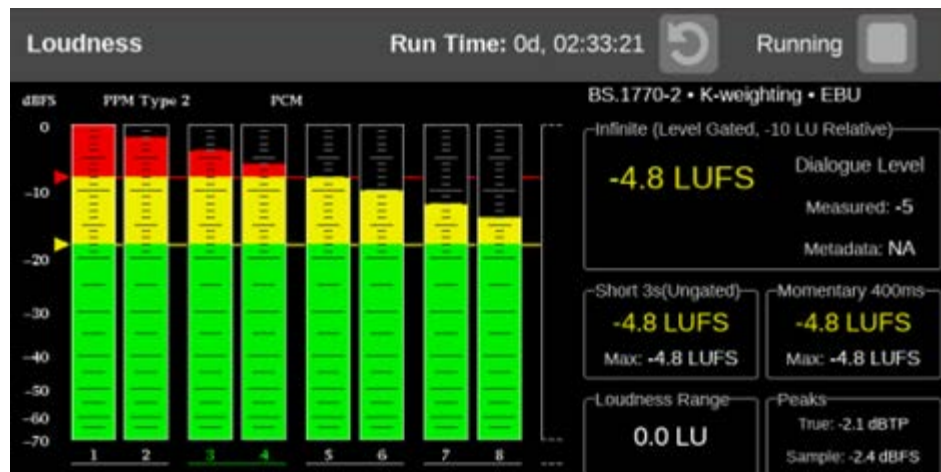 Loudness
Run Time: 0d, 02:33:21
Running
dBFS PPM Type 2 PCM
0
-10
-20
-30
-40
-50
-60
-70
1 2 3 4 5 6 7 8
BS.1770-2 • K-weighting • EBU
Infinite (Level Gated, -10 LU Relative)
-4.8 LUFS
Dialogue Level
Measured: -5
Metadata: NA
Short 3s(Ungated)
-4.8 LUFS
Max: -4.8 LUFS
Momentary 400ms
-4.8 LUFS
Max: -4.8 LUFS
Loudness Range
0.0 LU
Peaks
True: -2.1 dBTP
Sample: -2.4 dBFS